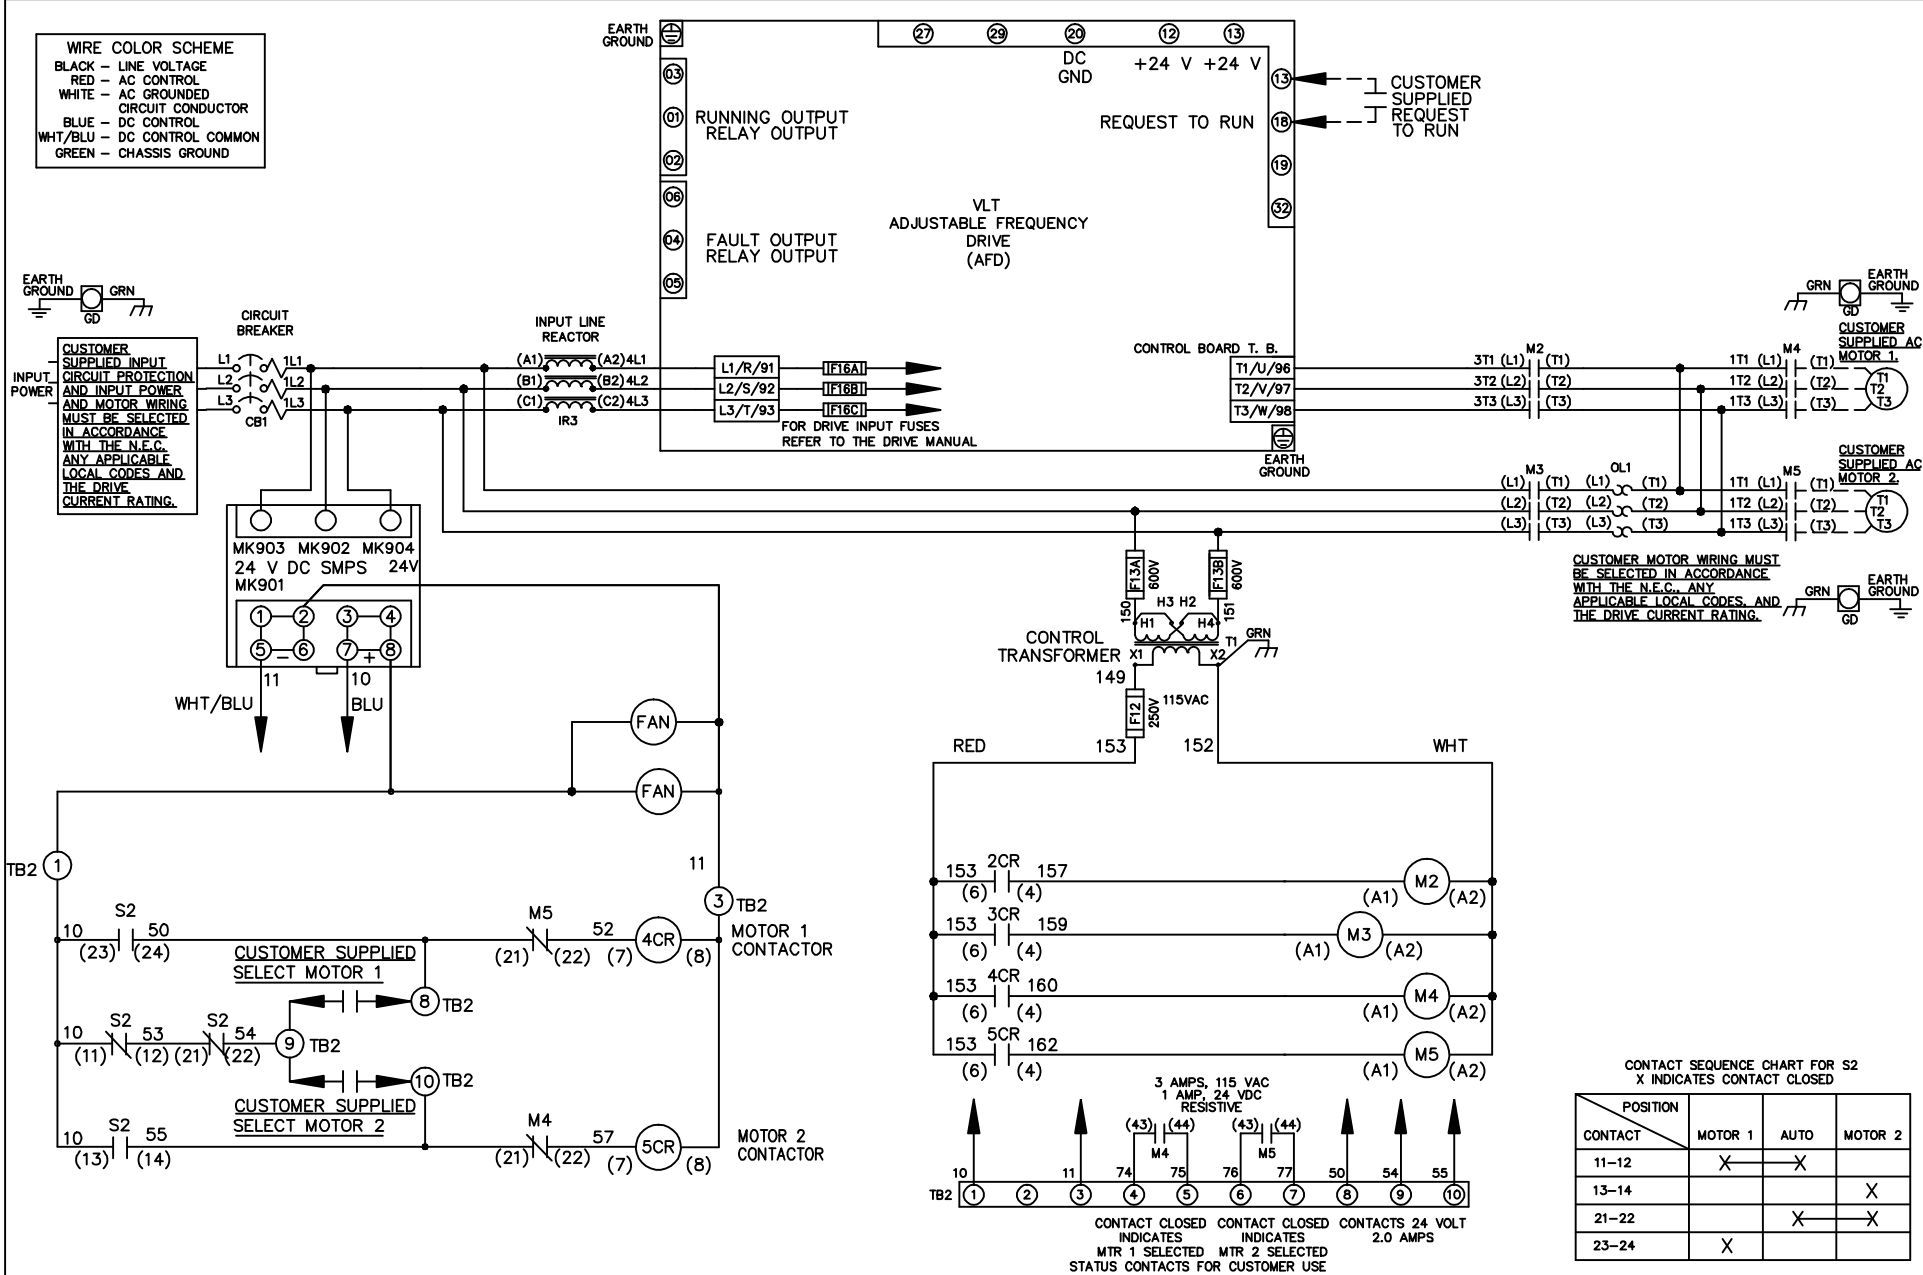 WIRE COLOR SCHEME
BLACK – LINE VOLTAGE
RED – AC CONTROL
WHITE – AC GROUNDED
CIRCUIT CONDUCTOR
BLUE – DC CONTROL
WHT/BLU – DC CONTROL COMMON
GREEN – CHASSIS GROUND
EARTH
GROUND
27 29 20 12 13
DC
GND
+24 V +24 V
03
01
02
RUNNING OUTPUT
RELAY OUTPUT
06
04
05
FAULT OUTPUT
RELAY OUTPUT
VLT
ADJUSTABLE FREQUENCY
DRIVE
(AFD)
REQUEST TO RUN
13
18
19
32
CUSTOMER
SUPPLIED
REQUEST
TO RUN
EARTH
GROUND
GRN
GD
INPUT
POWER
CUSTOMER
SUPPLIED INPUT
CIRCUIT PROTECTION
AND INPUT POWER
AND MOTOR WIRING
MUST BE SELECTED
IN ACCORDANCE
WITH THE N.E.C.
ANY APPLICABLE
LOCAL CODES AND
THE DRIVE
CURRENT RATING.
CIRCUIT
BREAKER
L1 1L1
L2 1L2
L3 1L3
CB1
INPUT LINE
REACTOR
(A1) (A2) 4L1
(B1) (B2) 4L2
(C1) (C2) 4L3
IR3
L1/R/91 F16A
L2/S/92 F16B
L3/T/93 F16C
FOR DRIVE INPUT FUSES
REFER TO THE DRIVE MANUAL
CONTROL BOARD T. B.
T1/U/96
T2/V/97
T3/W/98
EARTH
GROUND
M2
3T1 (L1) (T1)
3T2 (L2) (T2)
3T3 (L3) (T3)
M4
1T1 (L1) (T1)
1T2 (L2) (T2)
1T3 (L3) (T3)
GRN
EARTH
GROUND
GD
CUSTOMER
SUPPLIED AC
MOTOR 1.
T1
T2
T3
M3 OL1
(L1) (T1) (L1) (T1)
(L2) (T2) (L2) (T2)
(L3) (T3) (L3) (T3)
M5
1T1 (L1) (T1)
1T2 (L2) (T2)
1T3 (L3) (T3)
CUSTOMER
SUPPLIED AC
MOTOR 2.
T1
T2
T3
CUSTOMER MOTOR WIRING MUST
BE SELECTED IN ACCORDANCE
WITH THE N.E.C., ANY
APPLICABLE LOCAL CODES, AND
THE DRIVE CURRENT RATING.
GRN
EARTH
GROUND
GD
MK903 MK902 MK904
24 V DC SMPS 24V
MK901
1 2 3 4
5 – 6 7 + 8
11 10
WHT/BLU BLU
FAN
FAN
F13A 600V
F13B 600V
150 151
H3 H2
H1 H4
CONTROL
TRANSFORMER
X1 X2
T1
GRN
149
F12 250V
115VAC
153 152
RED WHT
TB2 1
11
3 TB2
10 S2 50
(23) (24)
CUSTOMER SUPPLIED
SELECT MOTOR 1
M5
(21) (22)
52
(7) 4CR (8)
MOTOR 1
CONTACTOR
8 TB2
10 S2 53 S2 54
(11) (12) (21) (22)
9 TB2
10 TB2
CUSTOMER SUPPLIED
SELECT MOTOR 2
10 S2 55
(13) (14)
M4
(21) (22)
57
(7) 5CR (8)
MOTOR 2
CONTACTOR
153 2CR 157
(6) (4)
(A1) M2 (A2)
153 3CR 159
(6) (4)
(A1) M3 (A2)
153 4CR 160
(6) (4)
(A1) M4 (A2)
153 5CR 162
(6) (4)
(A1) M5 (A2)
3 AMPS, 115 VAC
1 AMP, 24 VDC
RESISTIVE
(43) (44) (43) (44)
M4 M5
10 11 74 75 76 77 50 54 55
TB2 1 2 3 4 5 6 7 8 9 10
CONTACT CLOSED
INDICATES
MTR 1 SELECTED
CONTACT CLOSED
INDICATES
MTR 2 SELECTED
CONTACTS 24 VOLT
2.0 AMPS
STATUS CONTACTS FOR CUSTOMER USE
CONTACT SEQUENCE CHART FOR S2
X INDICATES CONTACT CLOSED
POSITION
CONTACT MOTOR 1 AUTO MOTOR 2
11–12 X X
13–14 X
21–22 X X
23–24 X